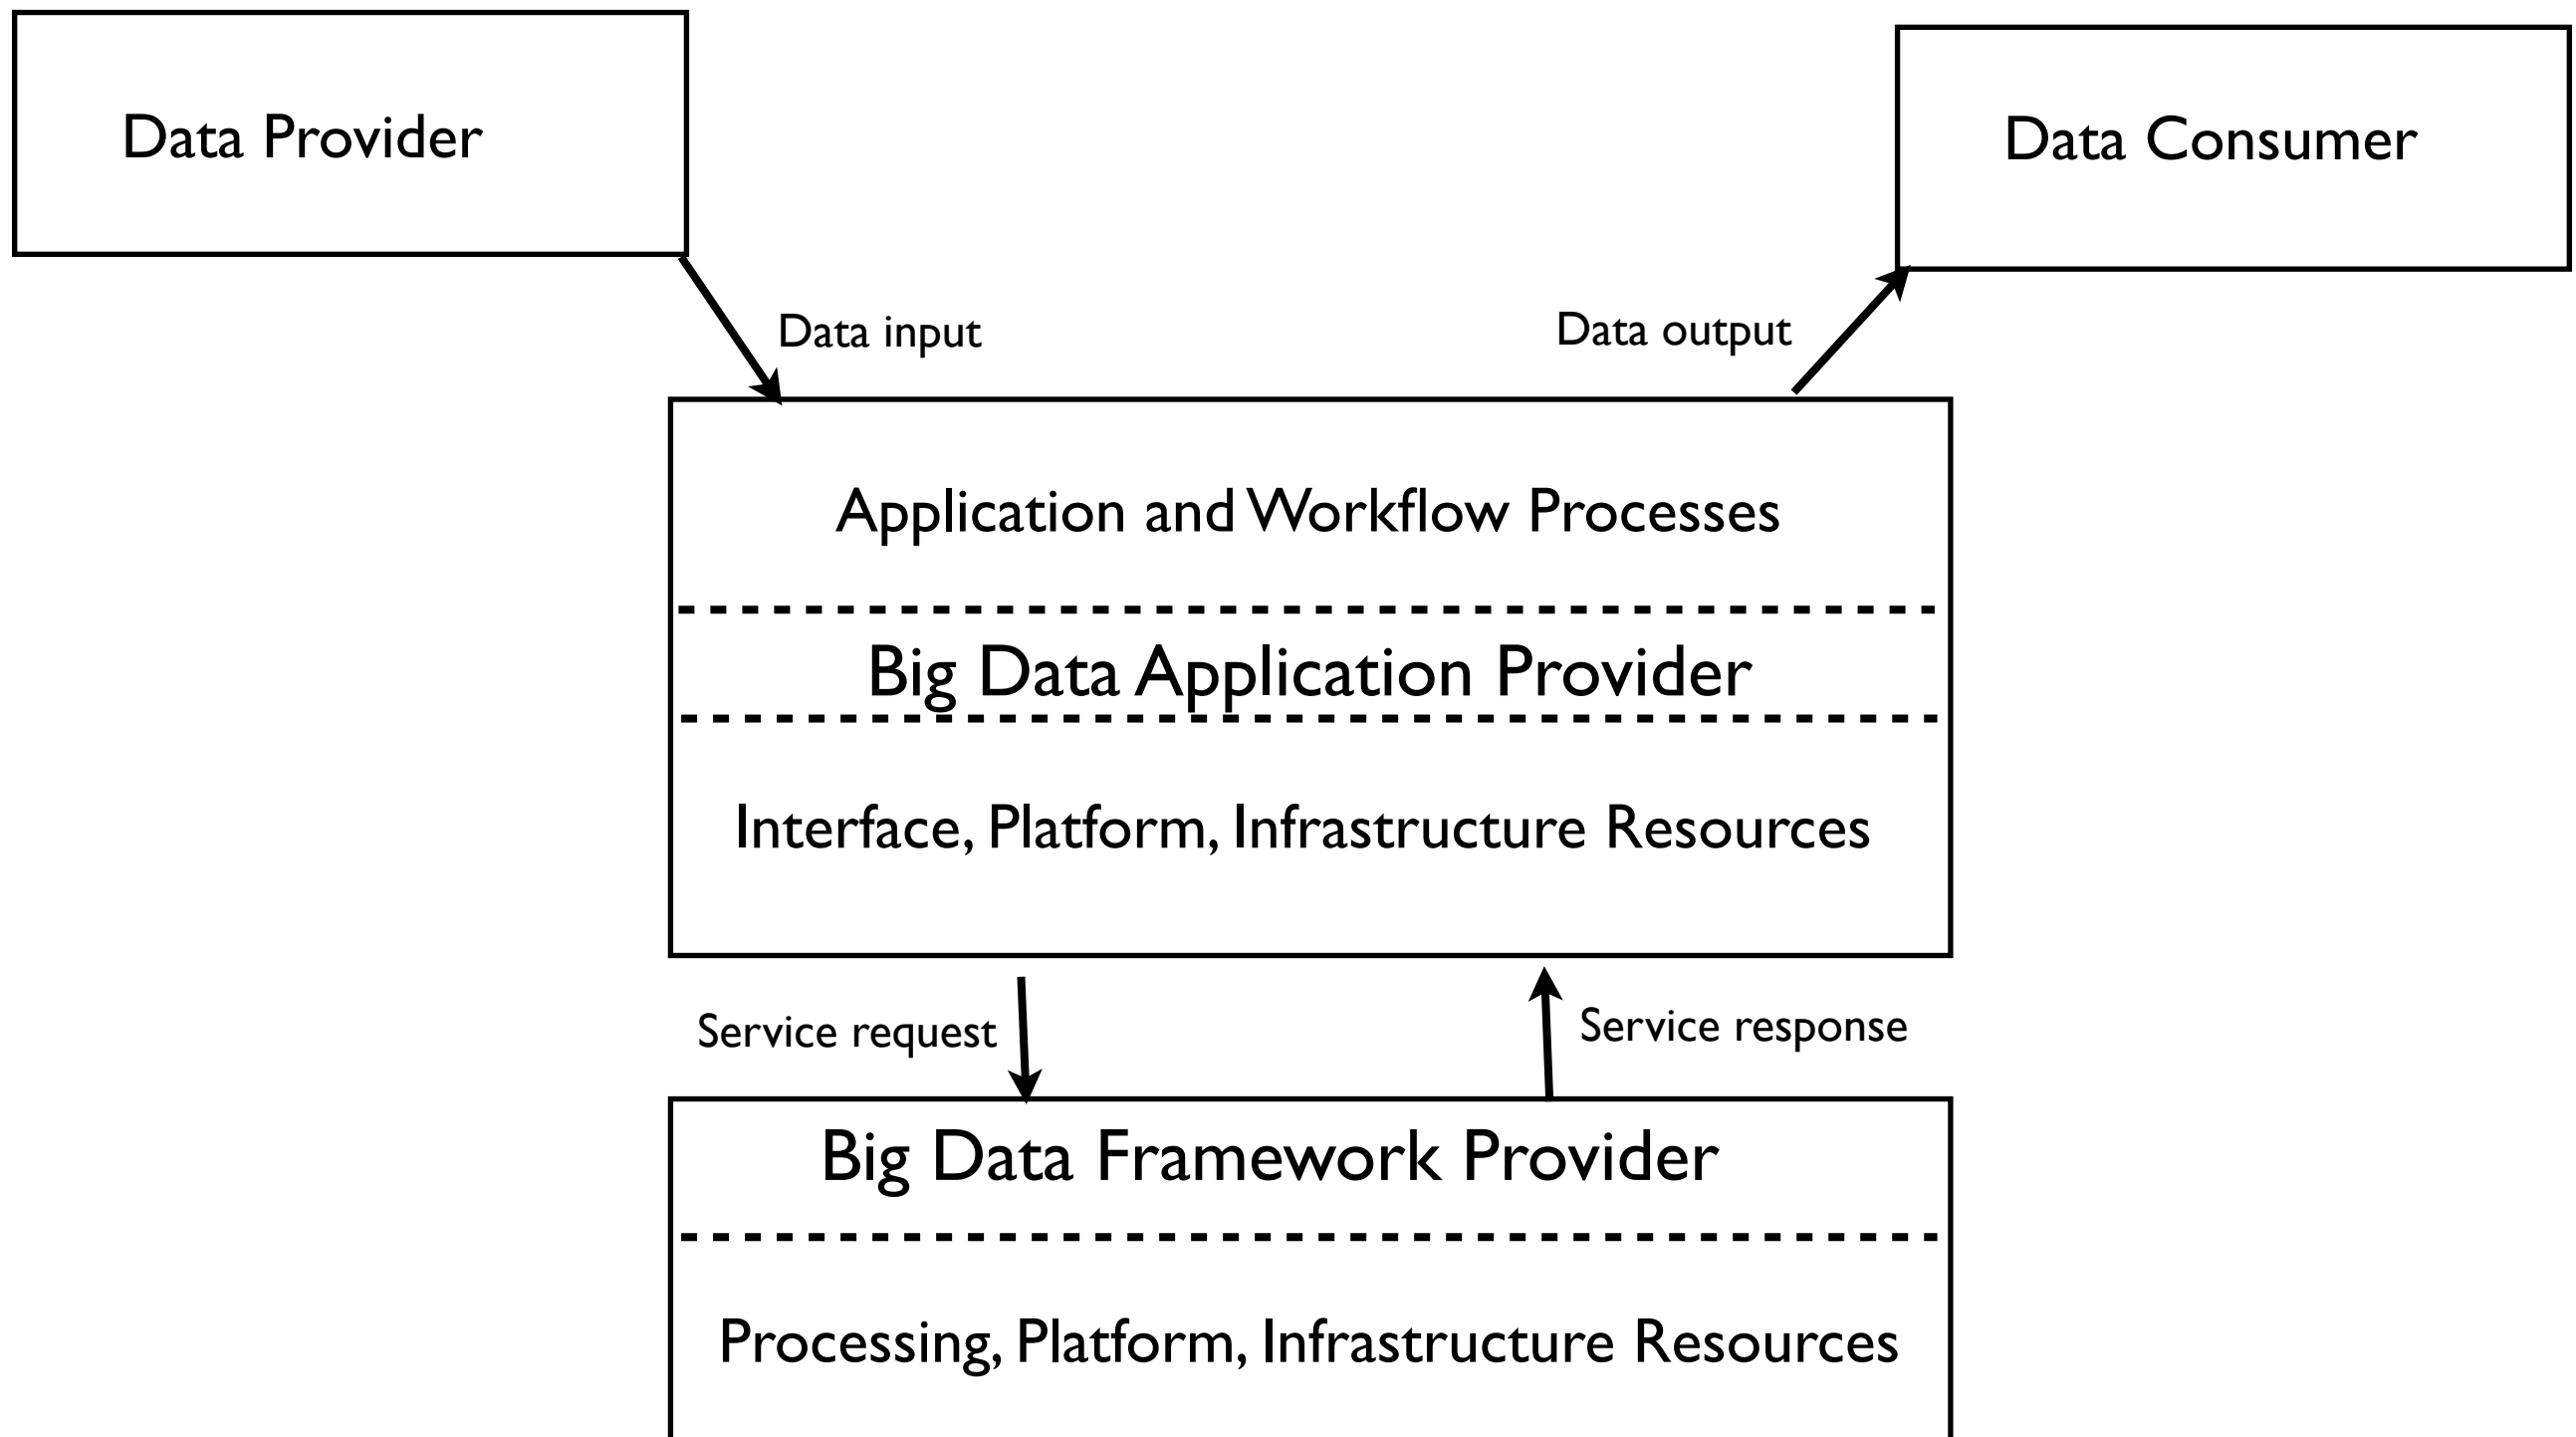 Data Provider
Data Consumer
Data input
Data output
Application and Workflow Processes
Big Data Application Provider
Interface, Platform, Infrastructure Resources
Service request
Service response
Big Data Framework Provider
Processing, Platform, Infrastructure Resources